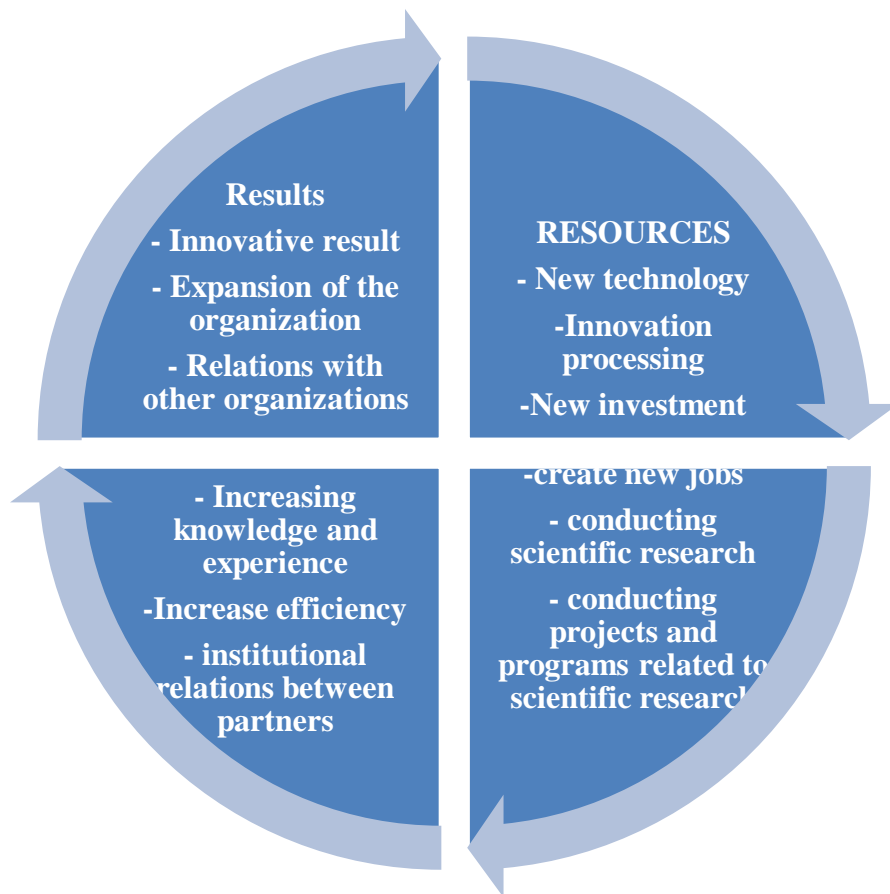 Results
- Innovative result
- Expansion of the
organization
- Relations with
other organizations
RESOURCES
- New technology
-Innovation
processing
-New investment
-create new jobs
- conducting
scientific research
- conducting
projects and
programs related to
scientific research
- Increasing
knowledge and
experience
-Increase efficiency
- institutional
relations between
partners